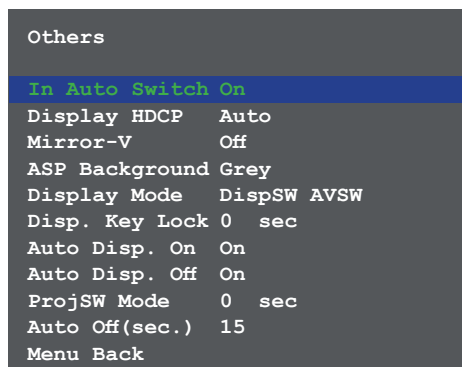 Others
In Auto Switch On
Display HDCP Auto
Mirror-V Off
ASP Background Grey
Display Mode DispSW AVSW
Disp. Key Lock 0 sec
Auto Disp. On On
Auto Disp. Off On
ProjSW Mode 0 sec
Auto Off(sec.) 15
Menu Back